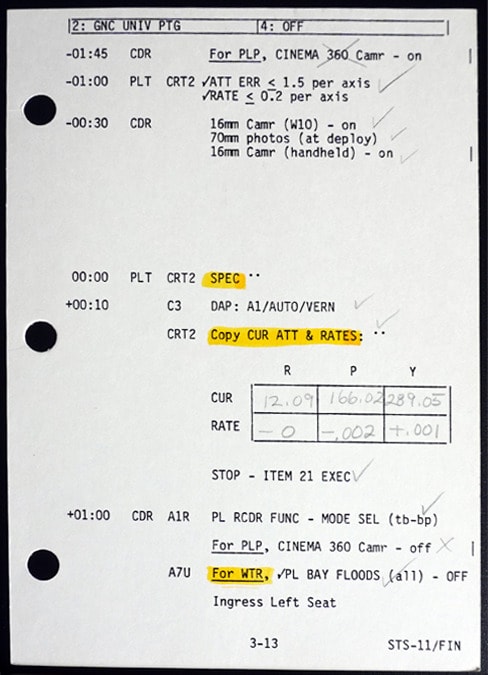 2: GNC UNIV PTG 4: OFF
-01:45 CDR For PLP, CINEMA 360 Camr - on
-01:00 PLT CRT2 ✓ATT ERR ≤ 1.5 per axis ✓
✓RATE ≤ 0.2 per axis
-00:30 CDR 16mm Camr (W10) - on ✓
70mm photos (at deploy) ✓
16mm Camr (handheld) - on ✓
00:00 PLT CRT2 SPEC ··
+00:10 C3 DAP: A1/AUTO/VERN ✓
CRT2 Copy CUR ATT & RATES: ·· ✓
R P Y
CUR 12.09 166.02 289.05
RATE -0 -.002 +.001
STOP - ITEM 21 EXEC ✓
+01:00 CDR A1R PL RCDR FUNC - MODE SEL (tb-bp) ✓
For PLP, CINEMA 360 Camr - off X
A7U For WTR, ✓PL BAY FLOODS (all) - OFF ✓
Ingress Left Seat
3-13 STS-11/FIN